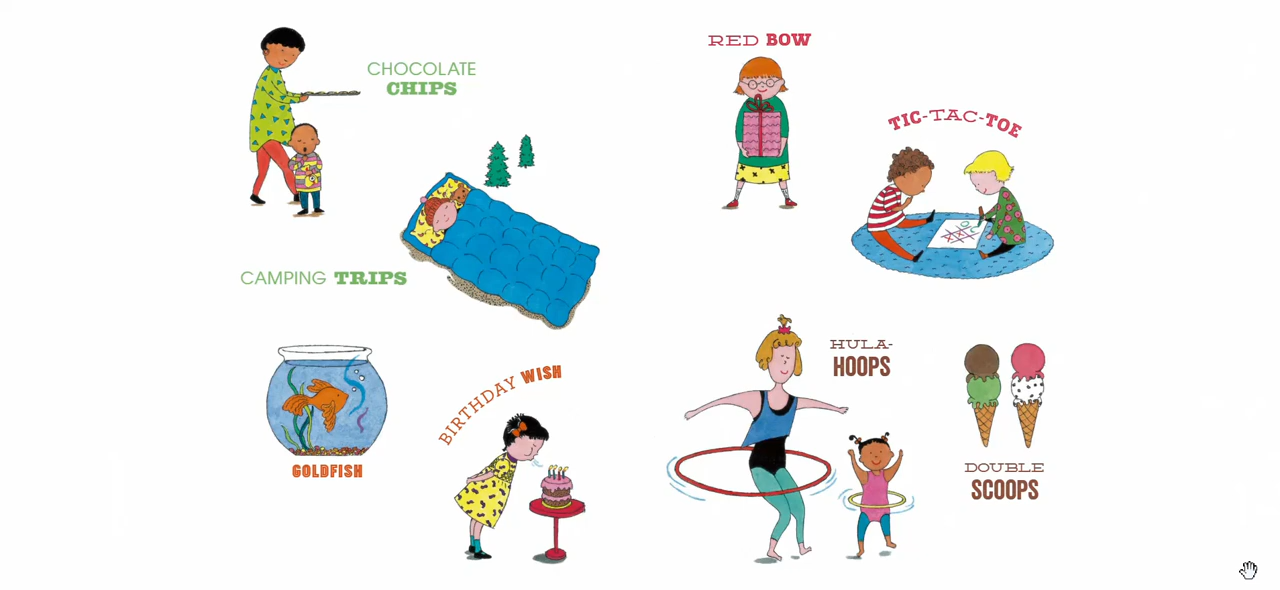 CHOCOLATE
CHIPS
CAMPING TRIPS
GOLDFISH
BIRTHDAY WISH
RED BOW
TIC-TAC-TOE
HULA-
HOOPS
DOUBLE
SCOOPS